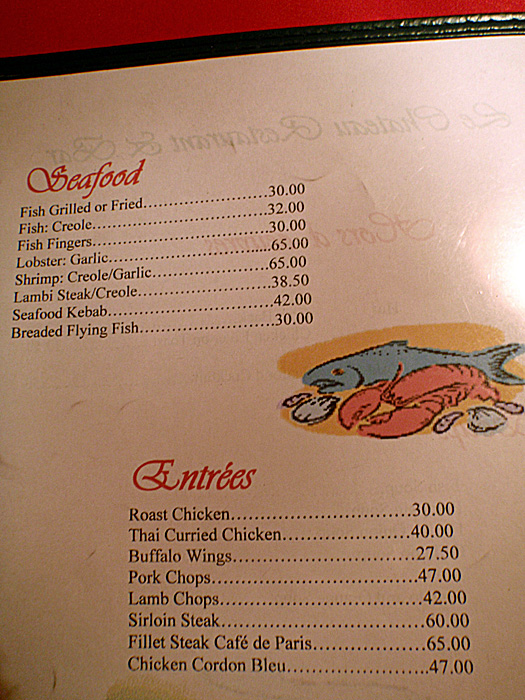 Seafood
Fish Grilled or Fried........................30.00
Fish: Creole...................................32.00
Fish Fingers...................................30.00
Lobster: Garlic................................65.00
Shrimp: Creole/Garlic.......................65.00
Lambi Steak/Creole..........................38.50
Seafood Kebab................................42.00
Breaded Flying Fish..........................30.00
Entrées
Roast Chicken.................................30.00
Thai Curried Chicken........................40.00
Buffalo Wings.................................27.50
Pork Chops.....................................47.00
Lamb Chops....................................42.00
Sirloin Steak...................................60.00
Fillet Steak Café de Paris...................65.00
Chicken Cordon Bleu........................47.00